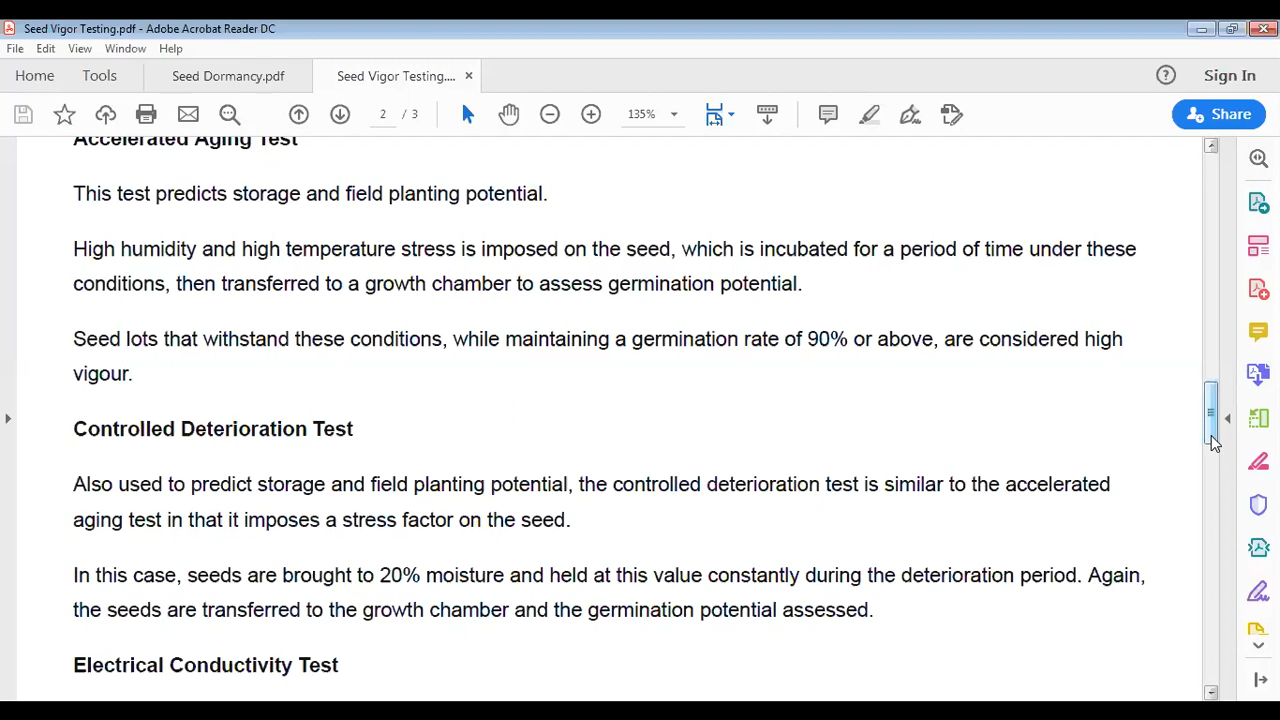 Seed Vigor Testing.pdf - Adobe Acrobat Reader DC
File Edit View Window Help
Home Tools Seed Dormancy.pdf Seed Vigor Testing.... × Sign In
2 / 3 135% Share
Accelerated Aging Test
This test predicts storage and field planting potential.
High humidity and high temperature stress is imposed on the seed, which is incubated for a period of time under these
conditions, then transferred to a growth chamber to assess germination potential.
Seed lots that withstand these conditions, while maintaining a germination rate of 90% or above, are considered high
vigour.
Controlled Deterioration Test
Also used to predict storage and field planting potential, the controlled deterioration test is similar to the accelerated
aging test in that it imposes a stress factor on the seed.
In this case, seeds are brought to 20% moisture and held at this value constantly during the deterioration period. Again,
the seeds are transferred to the growth chamber and the germination potential assessed.
Electrical Conductivity Test